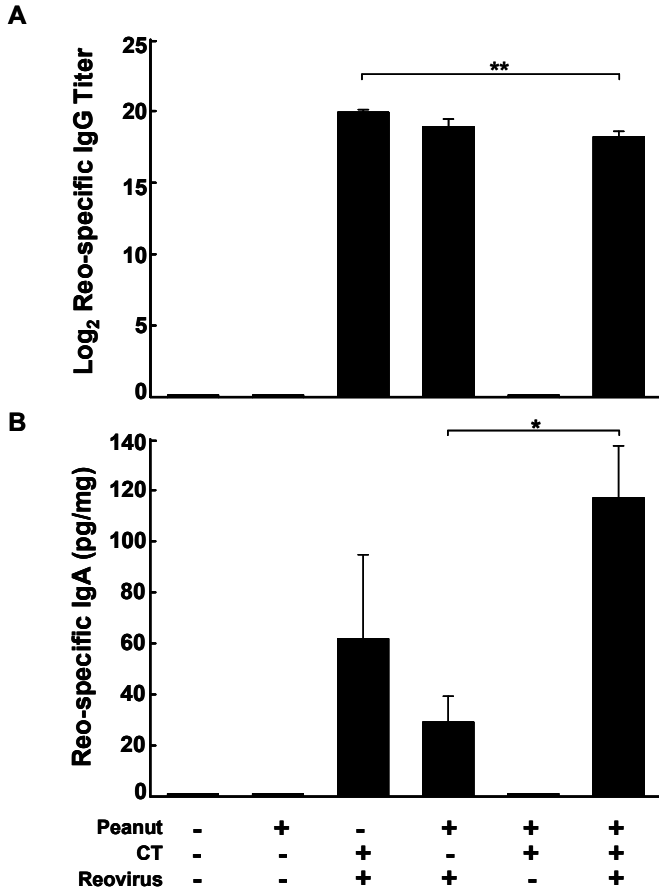 A
Log2 Reo-specific IgG Titer
25
20
15
10
5
0
**
B
Reo-specific IgA (pg/mg)
140
120
100
80
60
40
20
0
*
Peanut - + - + + +
CT - - + - + +
Reovirus - - + + - +